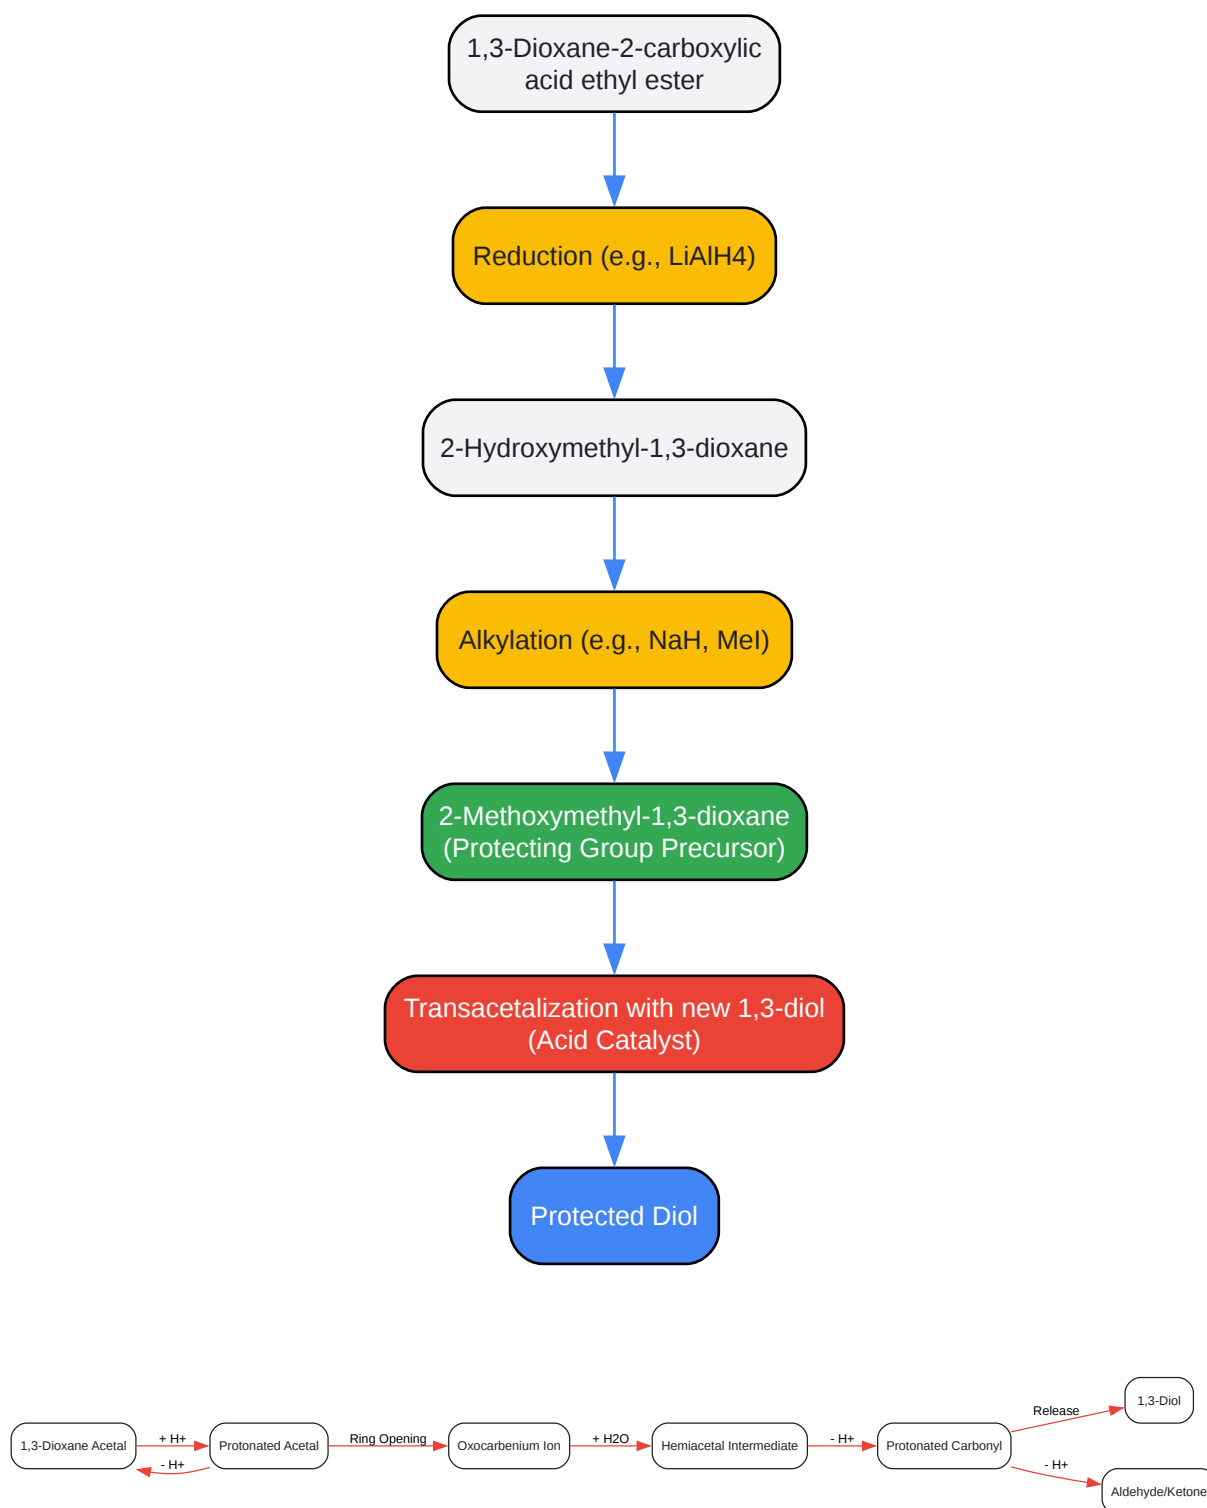 1,3-Dioxane-2-carboxylic
acid ethyl ester
Reduction (e.g., LiAlH4)
2-Hydroxymethyl-1,3-dioxane
Alkylation (e.g., NaH, MeI)
2-Methoxymethyl-1,3-dioxane
(Protecting Group Precursor)
Transacetalization with new 1,3-diol
(Acid Catalyst)
Protected Diol
1,3-Dioxane Acetal
+ H+
- H+
Protonated Acetal
Ring Opening
Oxocarbenium Ion
+ H2O
Hemiacetal Intermediate
- H+
Protonated Carbonyl
Release
1,3-Diol
- H+
Aldehyde/Ketone